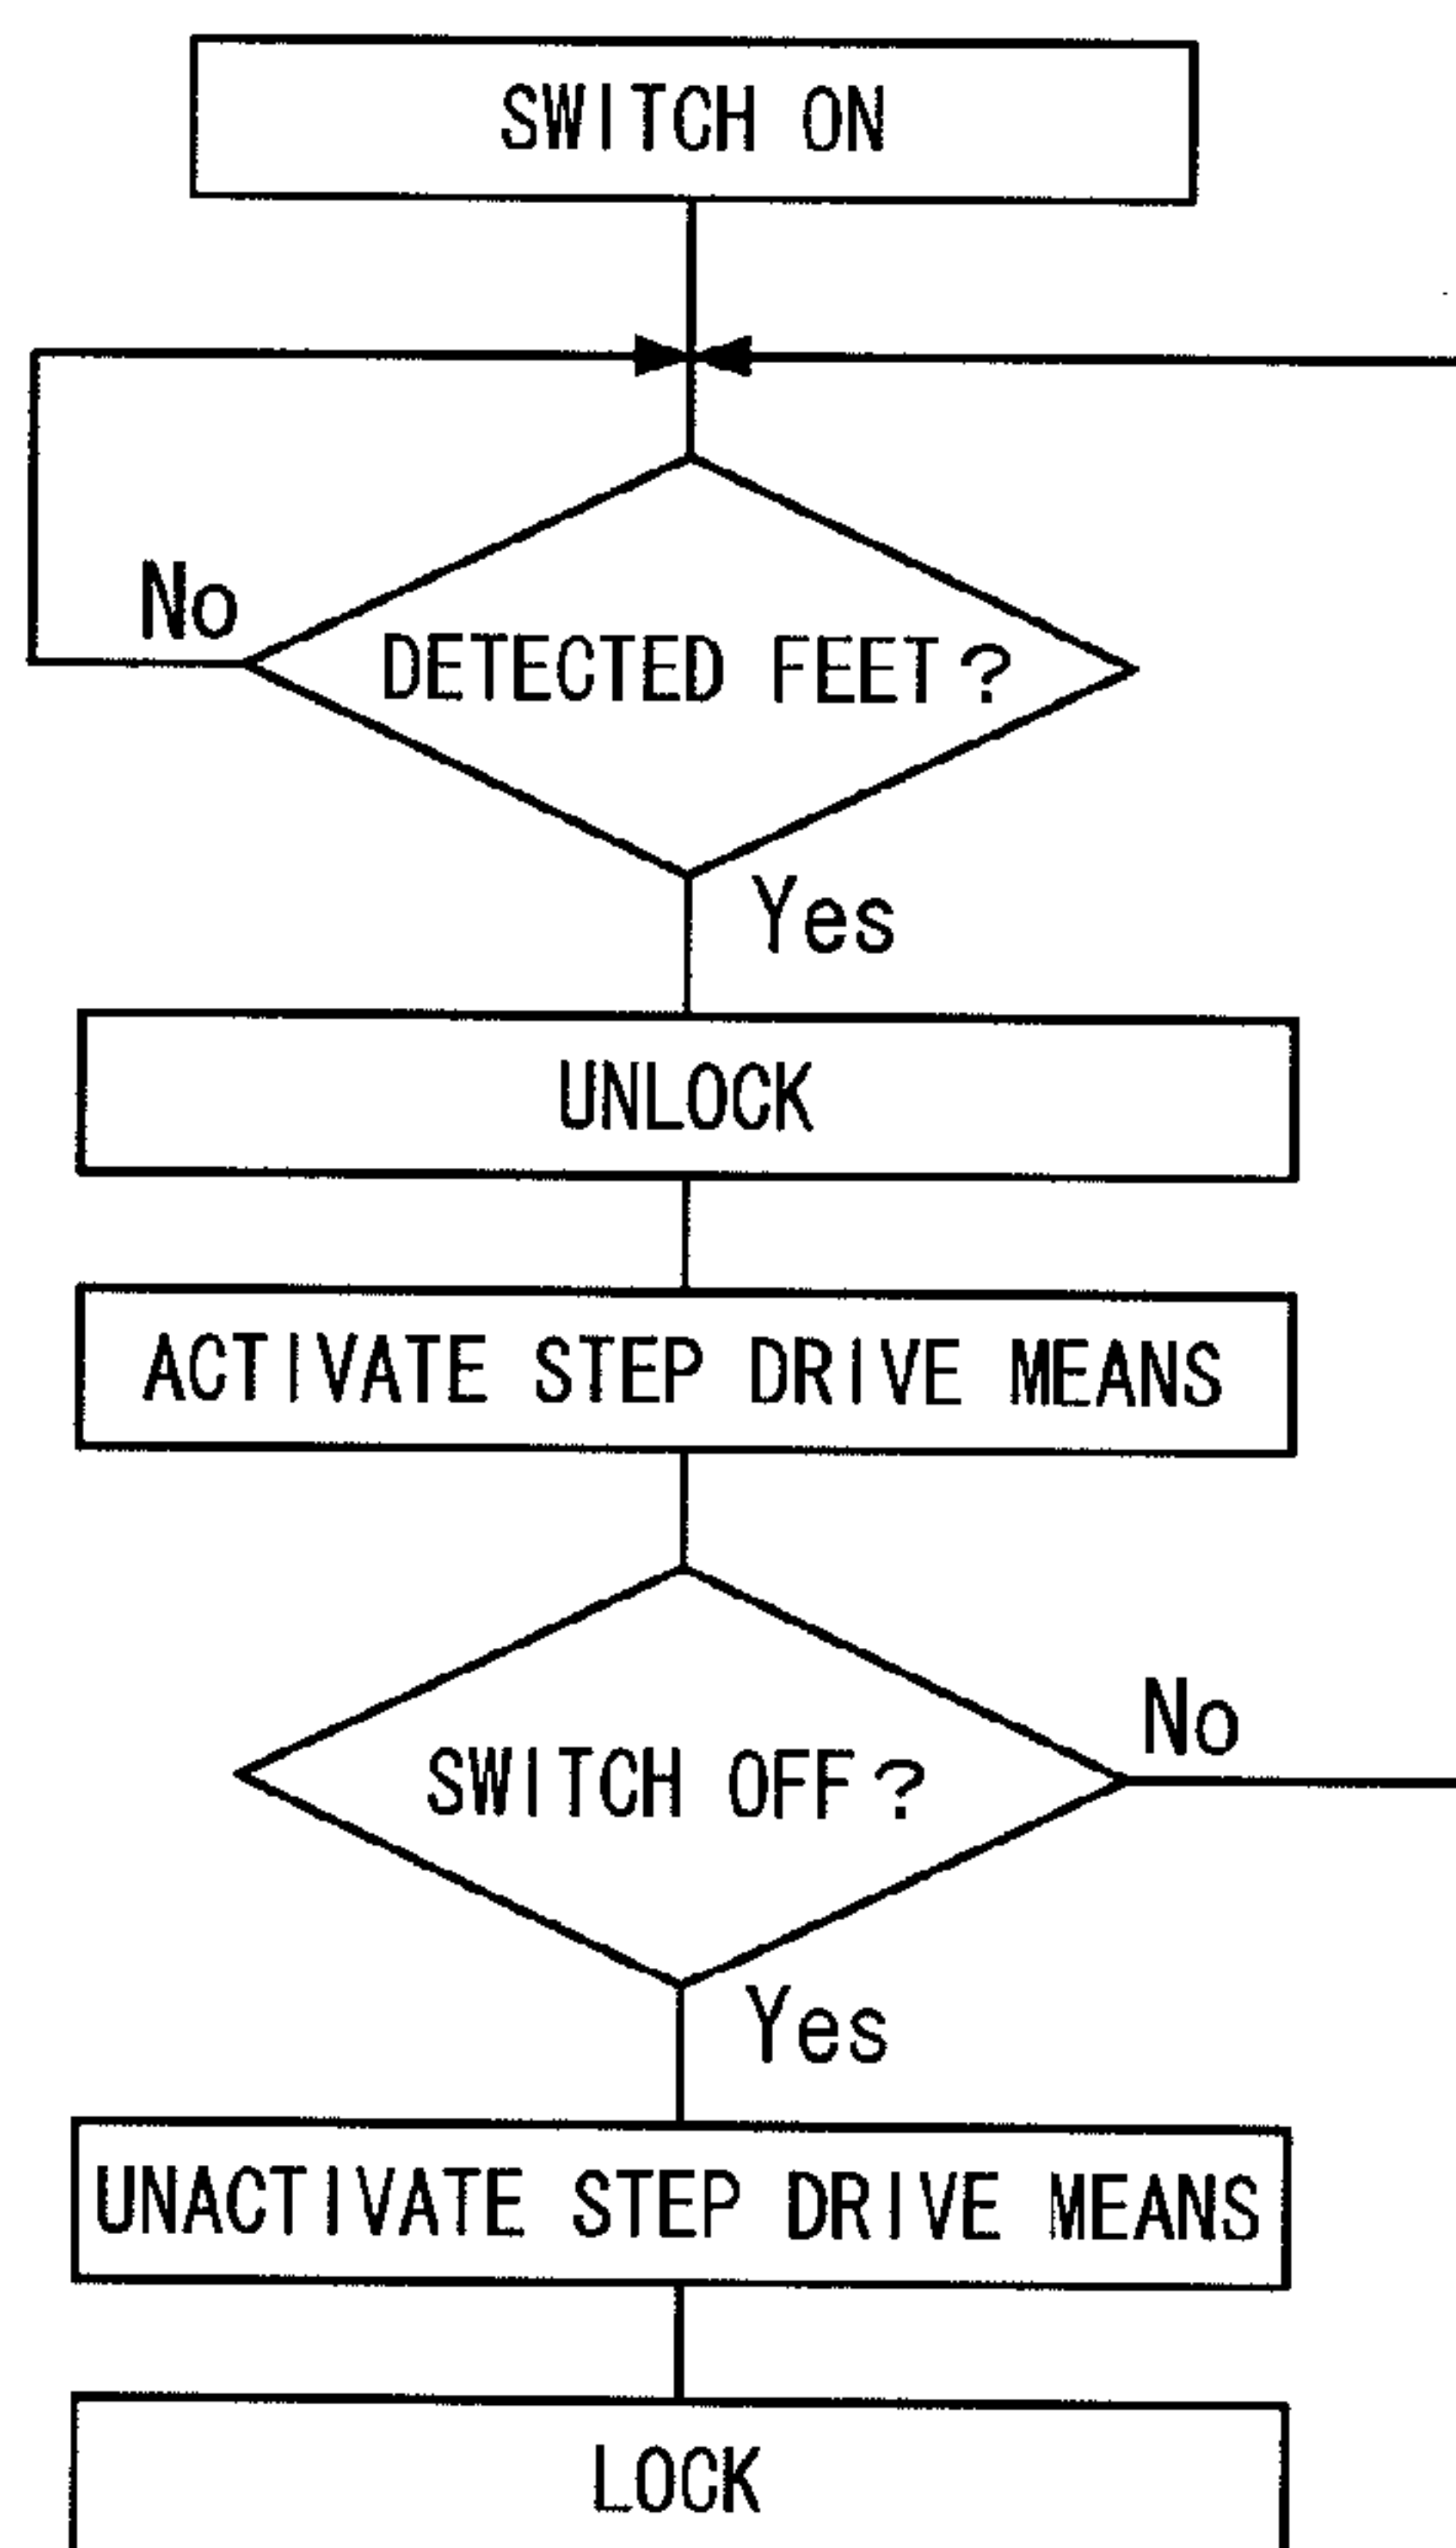 SWITCH ON
No
DETECTED FEET?
Yes
UNLOCK
ACTIVATE STEP DRIVE MEANS
No
SWITCH OFF?
Yes
UNACTIVATE STEP DRIVE MEANS
LOCK